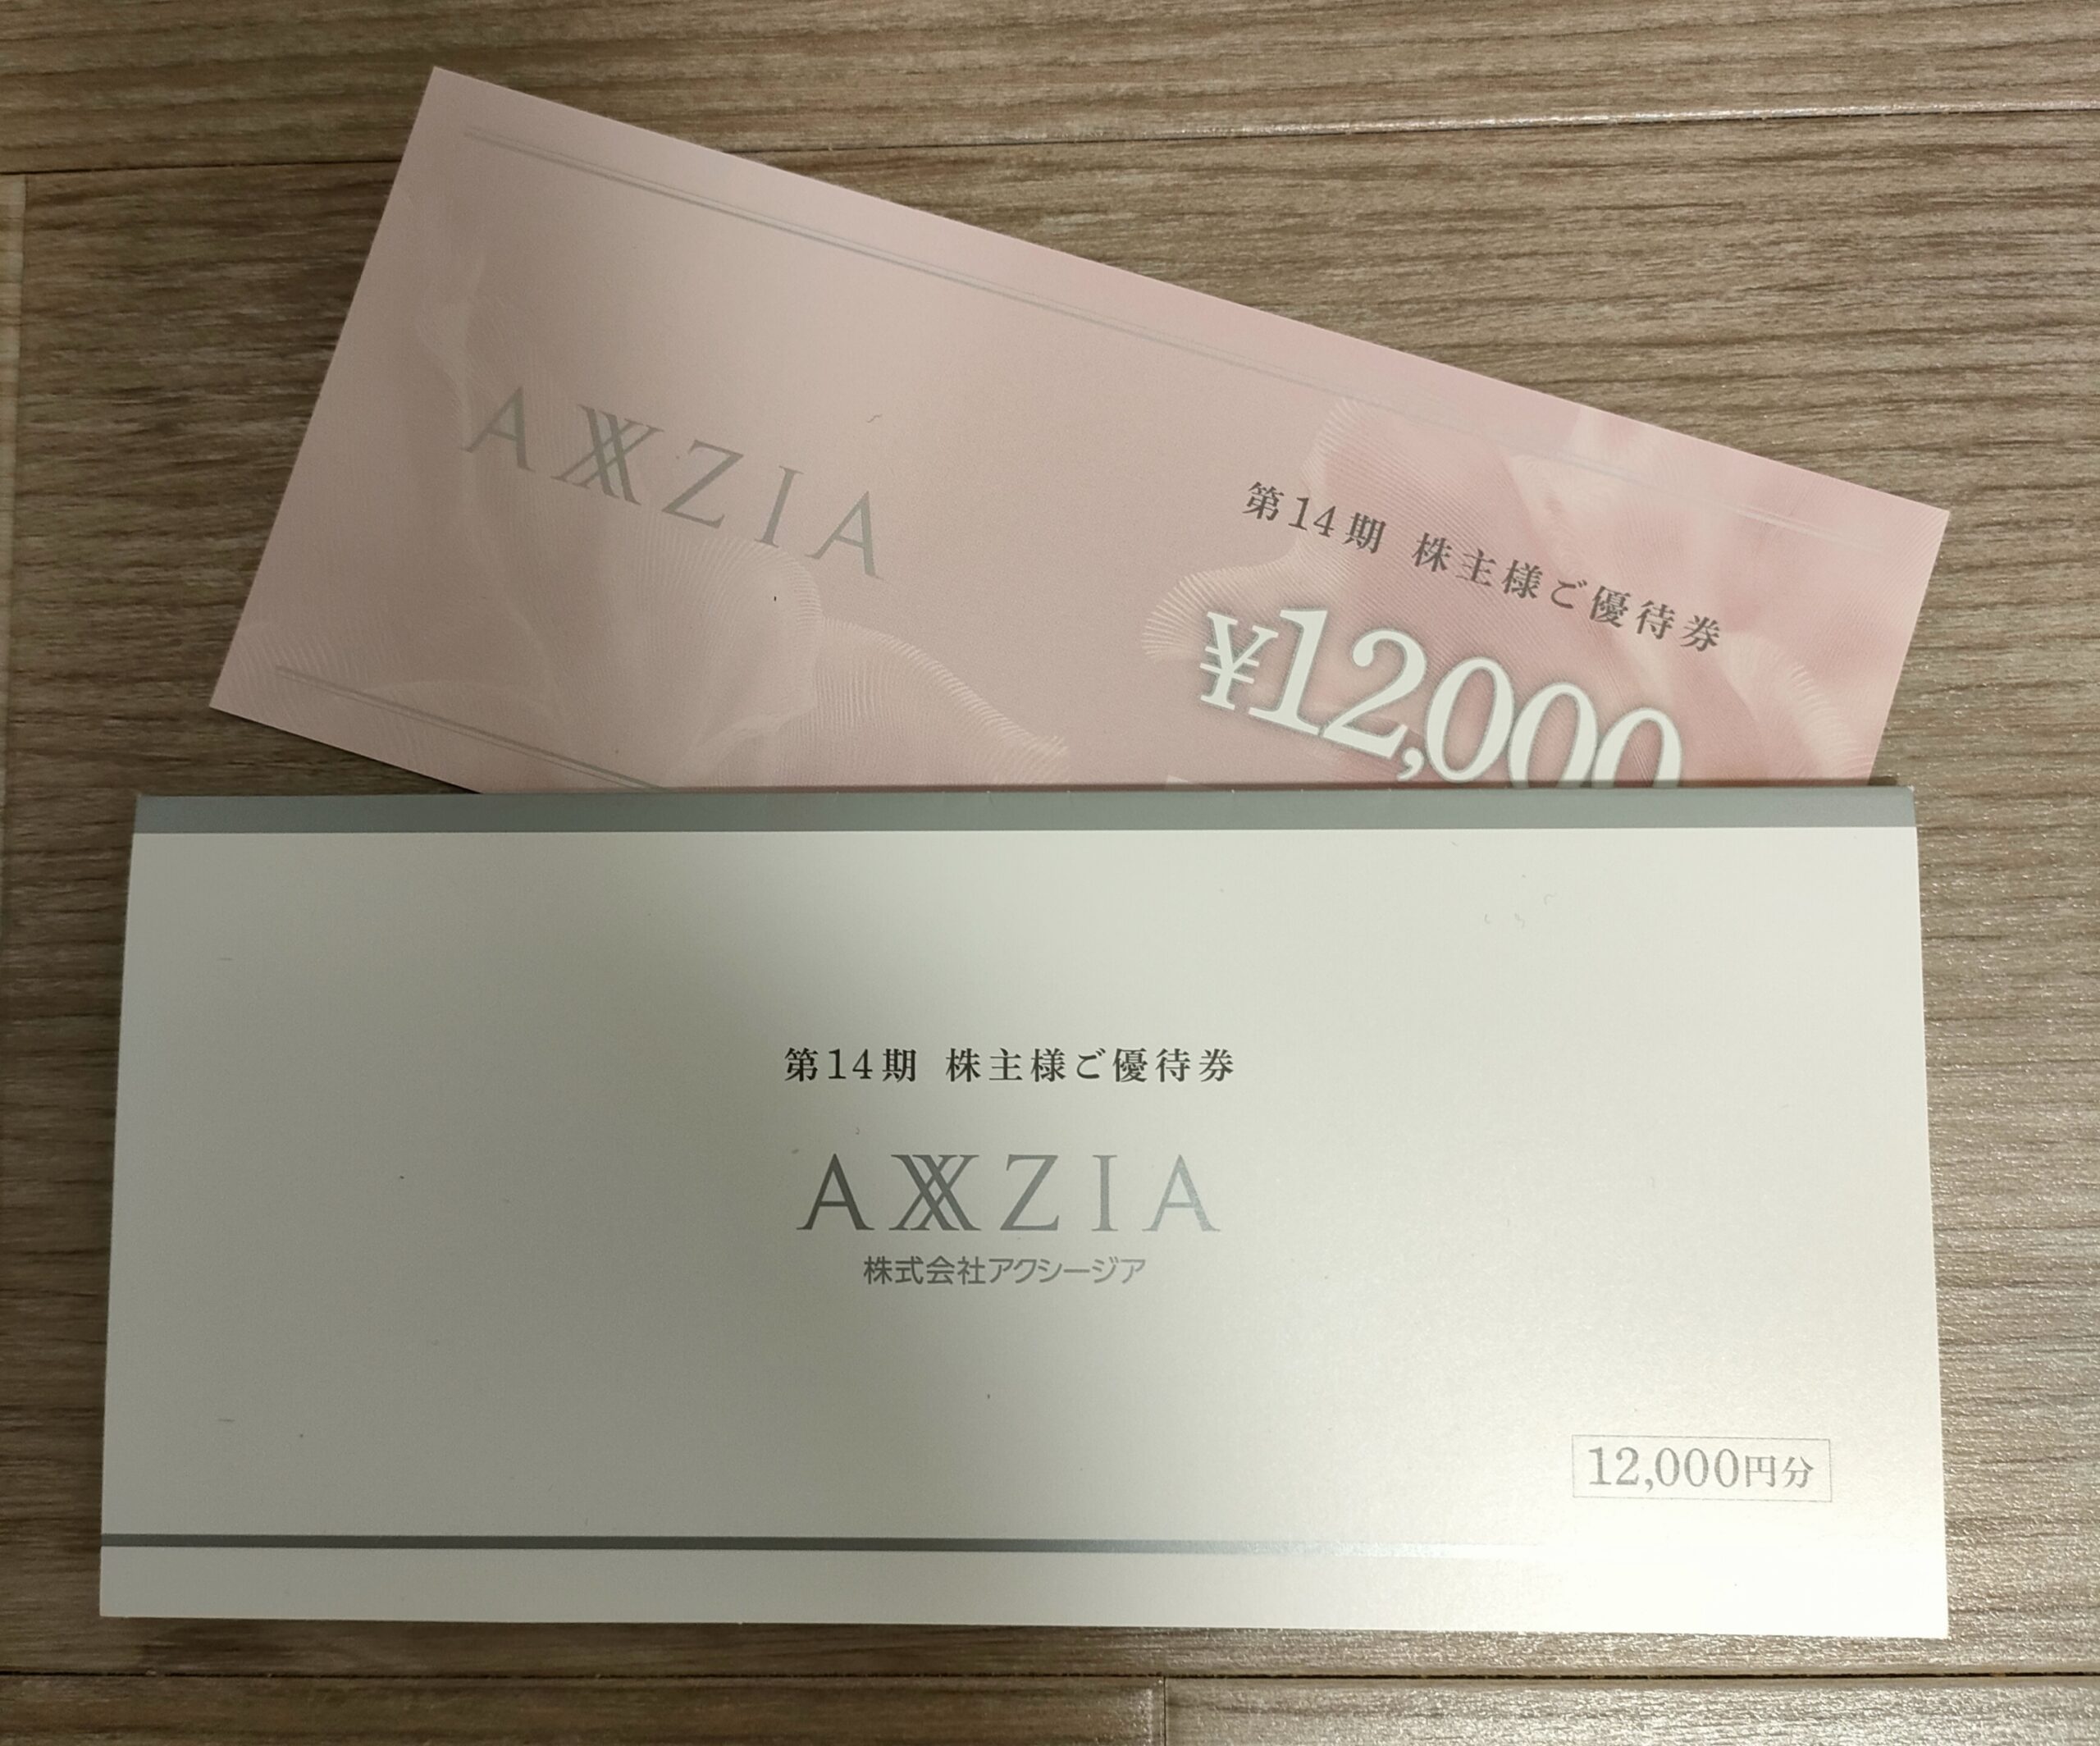 AXXZIA
第14期 株主様ご優待券
¥12,000
第14期 株主様ご優待券
AXXZIA
株式会社アクシージア
12,000円分